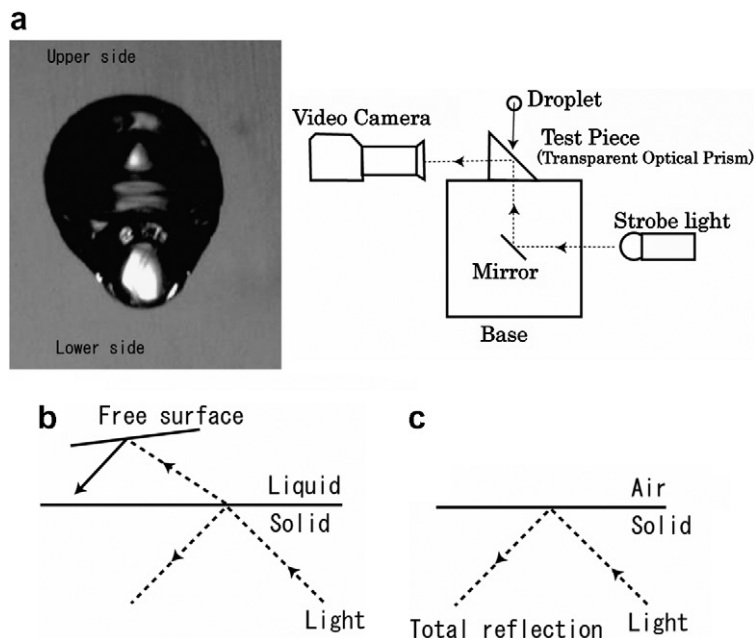 a
Upper side
Lower side
Droplet
Video Camera
Test Piece
(Transparent Optical Prism)
Strobe light
Mirror
Base
b
Free surface
Liquid
Solid
Light
c
Air
Solid
Total reflection
Light